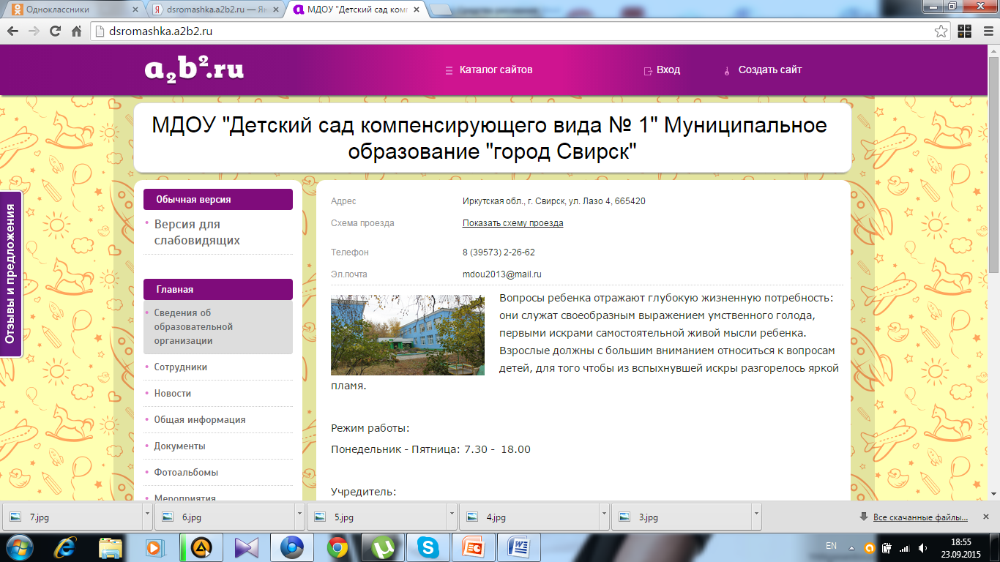 Одноклассники
dsromashka.a2b2.ru — Ян
МДОУ "Детский сад комп
dsromashka.a2b2.ru
a2b2.ru
Каталог сайтов
Вход
Создать сайт
МДОУ "Детский сад компенсирующего вида № 1" Муниципальное
образование "город Свирск"
Отзывы и предложения
Обычная версия
Версия для
слабовидящих
Главная
Сведения об
образовательной
организации
Сотрудники
Новости
Общая информация
Документы
Фотоальбомы
Мероприятия
Адрес Иркутская обл., г. Свирск, ул. Лазо 4, 665420
Схема проезда Показать схему проезда
Телефон 8 (39573) 2-26-62
Эл.почта mdou2013@mail.ru
Вопросы ребенка отражают глубокую жизненную потребность:
они служат своеобразным выражением умственного голода,
первыми искрами самостоятельной живой мысли ребенка.
Взрослые должны с большим вниманием относиться к вопросам
детей, для того чтобы из вспыхнувшей искры разгорелось яркой
пламя.
Режим работы:
Понедельник - Пятница: 7.30 - 18.00
Учредитель:
7.jpg
6.jpg
5.jpg
4.jpg
3.jpg
Все скачанные файлы...
EN
18:55
23.09.2015